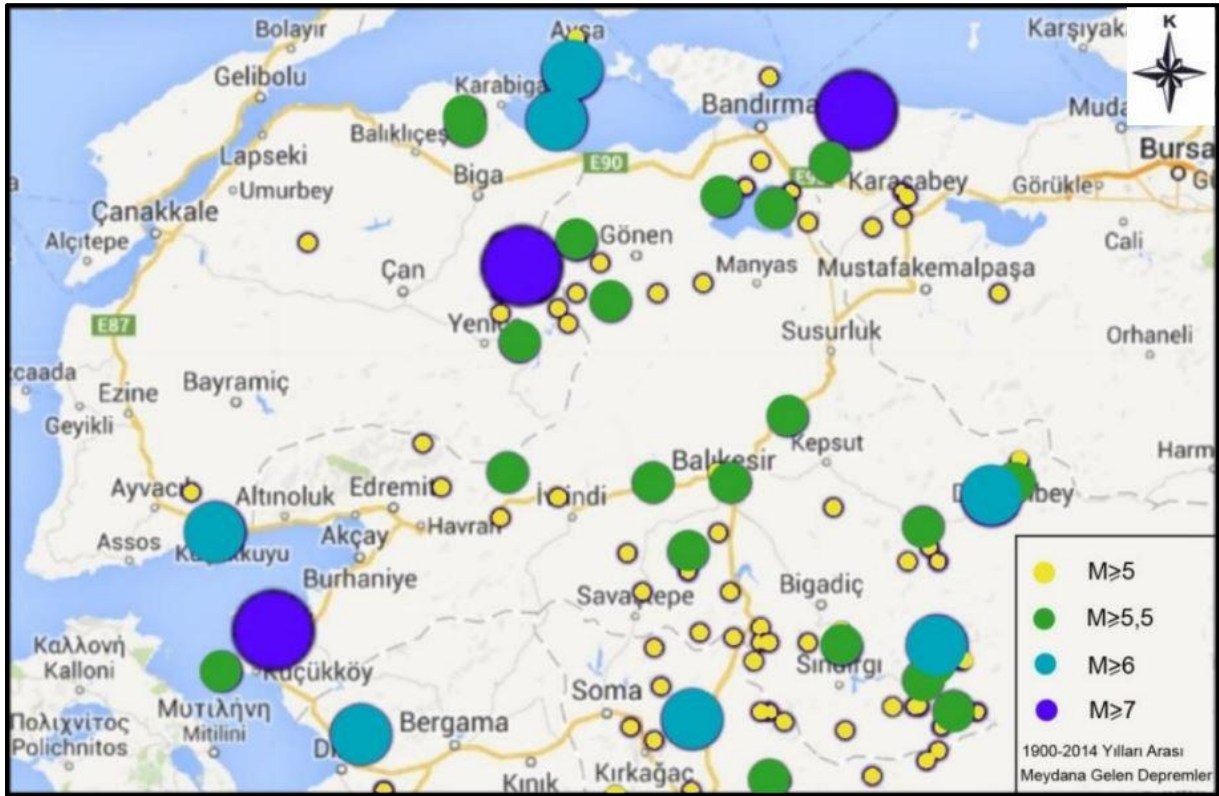 Bolayır
Avşa
Karşıyaka
K
Gelibolu
Karabiga
Bandırma
Muda
Balıklıçeş
Lapseki
E90
Bursa
Umurbey
Biga
Karacabey
Görükle
Çanakkale
Alçıtepe
Gönen
Cali
Çan
Manyas
Mustafakemalpaşa
E87
Yenice
Susurluk
Orhaneli
zcaada
Bayramiç
Ezine
Geyikli
Kepsut
Balıkesir
Harm
Ayvacık
Altınoluk
Edremit
İvrindi
Havran
Assos
Küçükkuyu
Akçay
Burhaniye
Bigadiç
Savaştepe
Καλλονή
Kalloni
Sındırgı
Küçükköy
Soma
Μυτιλήνη
Mitilini
Πολιχνίτος
Polichnitos
Bergama
Kırkağaç
Kınık
M⩾5
M⩾5,5
M⩾6
M⩾7
1900-2014 Yılları Arası
Meydana Gelen Depremler